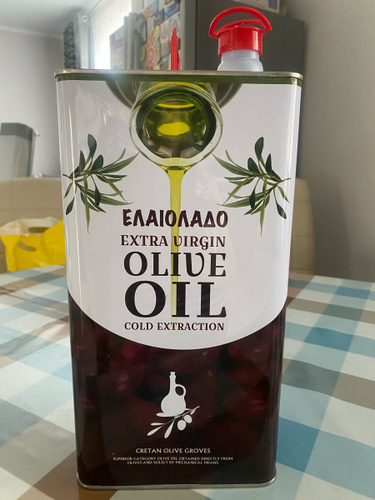 ΕΛΑΙΟΛΑΔΟ
EXTRA VIRGIN
OLIVE
OIL
COLD EXTRACTION
CRETAN OLIVE GROVES
SUPERIOR CATEGORY OLIVE OIL OBTAINED DIRECTLY FROM
OLIVES AND SOLELY BY MECHANICAL MEANS